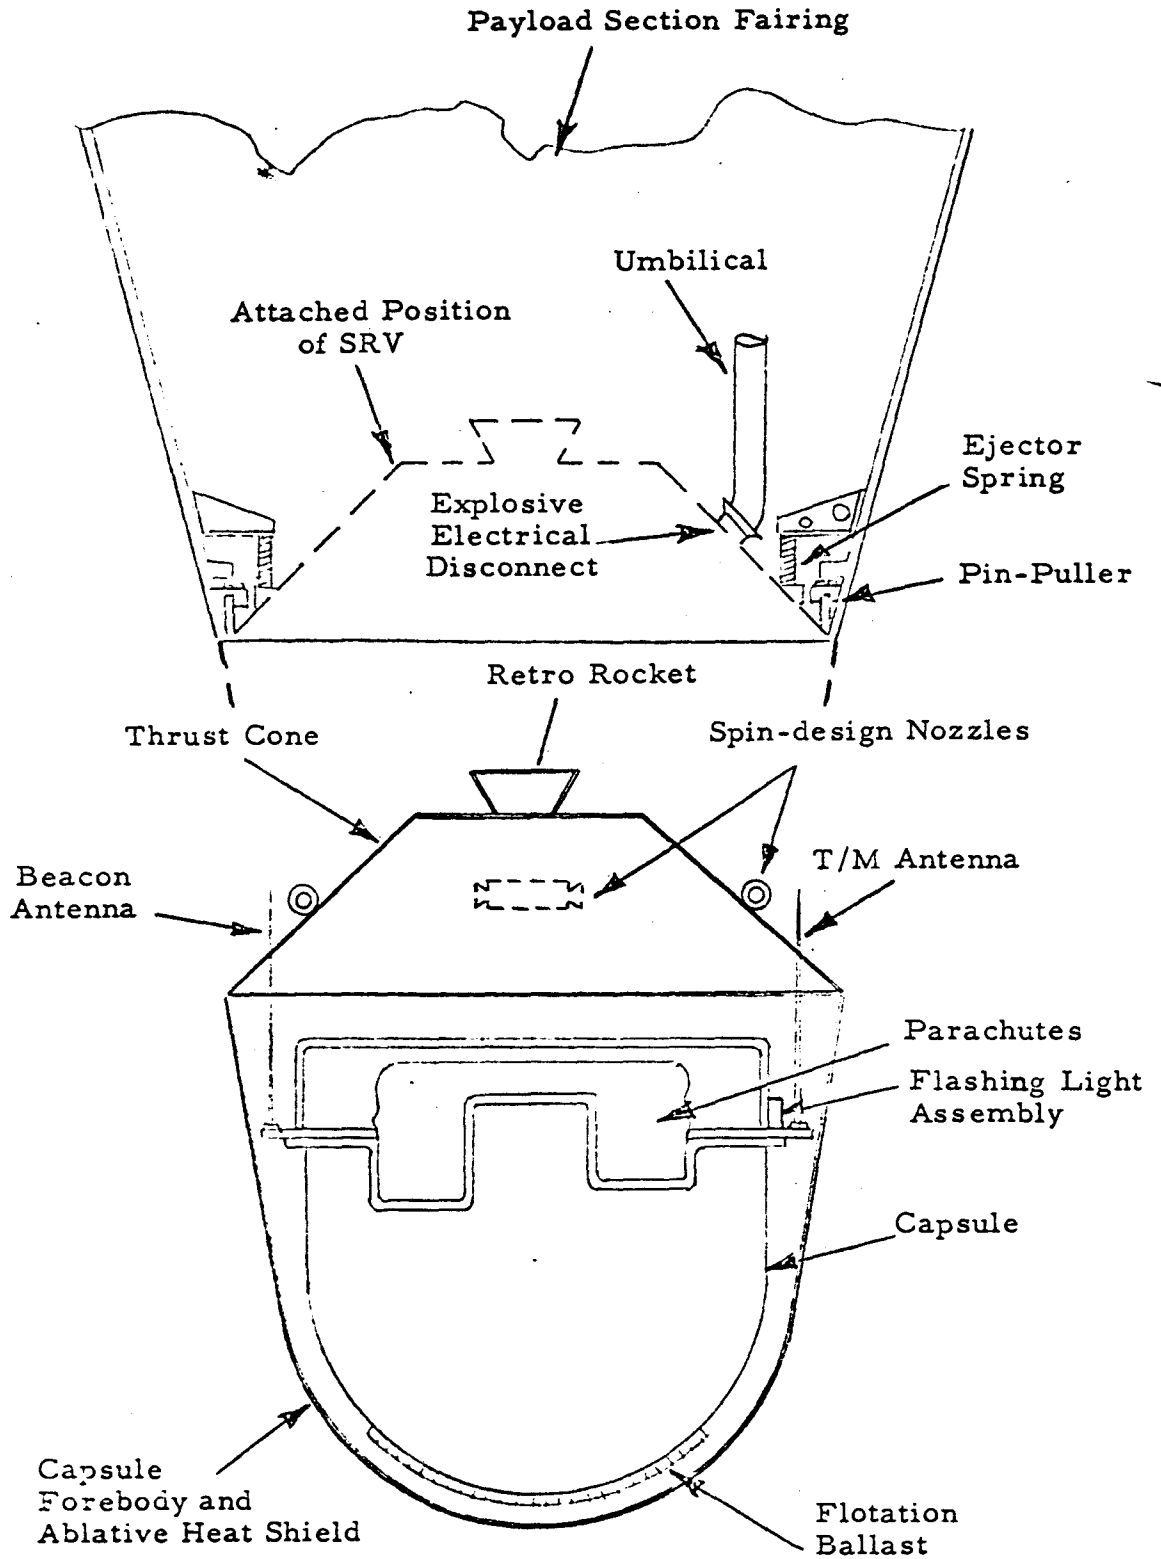 Payload Section Fairing
Umbilical
Attached Position
of SRV
Ejector
Spring
Explosive
Electrical
Disconnect
Pin-Puller
Retro Rocket
Thrust Cone
Spin-design Nozzles
T/M Antenna
Beacon
Antenna
Parachutes
Flashing Light
Assembly
Capsule
Capsule
Forebody and
Ablative Heat Shield
Flotation
Ballast